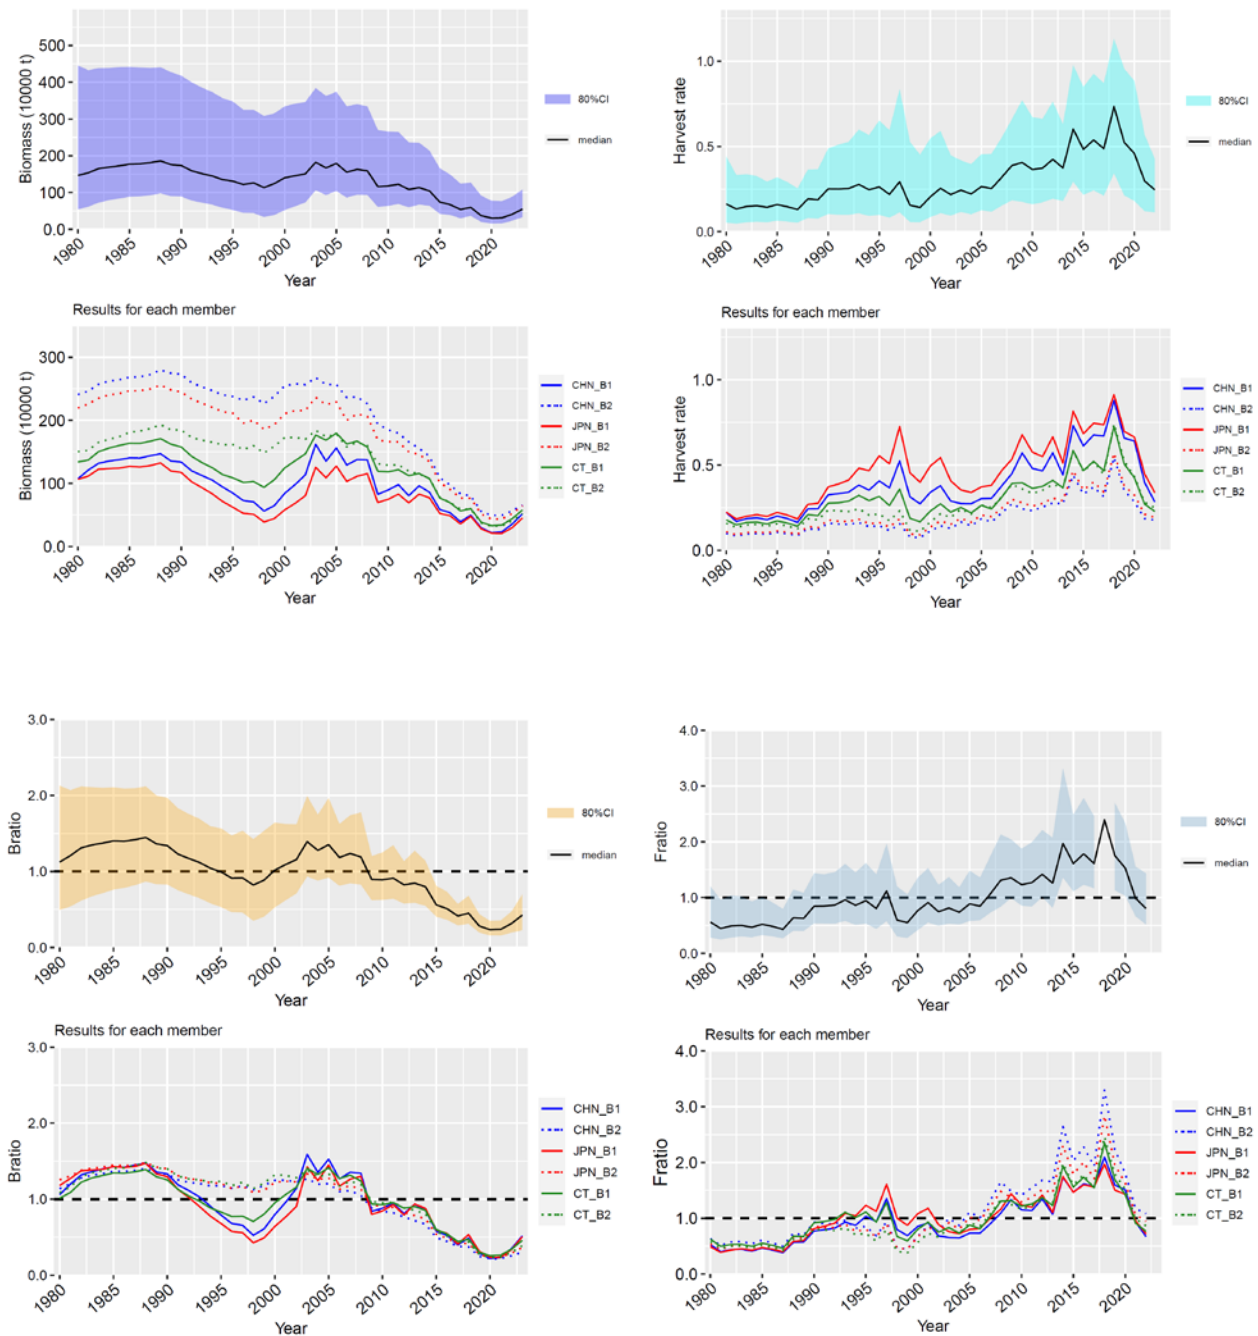 500
400
300
200
100
0.0
Biomass (10000 t)
1980
1985
1990
1995
2000
2005
2010
2015
2020
Year
80%CI
median
1.0
0.5
0.0
Harvest rate
1980
1985
1990
1995
2000
2005
2010
2015
2020
Year
80%CI
median
Results for each member
300
200
100
0.0
Biomass (10000 t)
1980
1985
1990
1995
2000
2005
2010
2015
2020
Year
CHN_B1
CHN_B2
JPN_B1
JPN_B2
CT_B1
CT_B2
Results for each member
1.0
0.5
0.0
Harvest rate
1980
1985
1990
1995
2000
2005
2010
2015
2020
Year
CHN_B1
CHN_B2
JPN_B1
JPN_B2
CT_B1
CT_B2
3.0
2.0
1.0
0.0
Bratio
1980
1985
1990
1995
2000
2005
2010
2015
2020
Year
80%CI
median
4.0
3.0
2.0
1.0
0.0
Fratio
1980
1985
1990
1995
2000
2005
2010
2015
2020
Year
80%CI
median
Results for each member
3.0
2.0
1.0
0.0
Bratio
1980
1985
1990
1995
2000
2005
2010
2015
2020
Year
CHN_B1
CHN_B2
JPN_B1
JPN_B2
CT_B1
CT_B2
Results for each member
4.0
3.0
2.0
1.0
0.0
Fratio
1980
1985
1990
1995
2000
2005
2010
2015
2020
Year
CHN_B1
CHN_B2
JPN_B1
JPN_B2
CT_B1
CT_B2